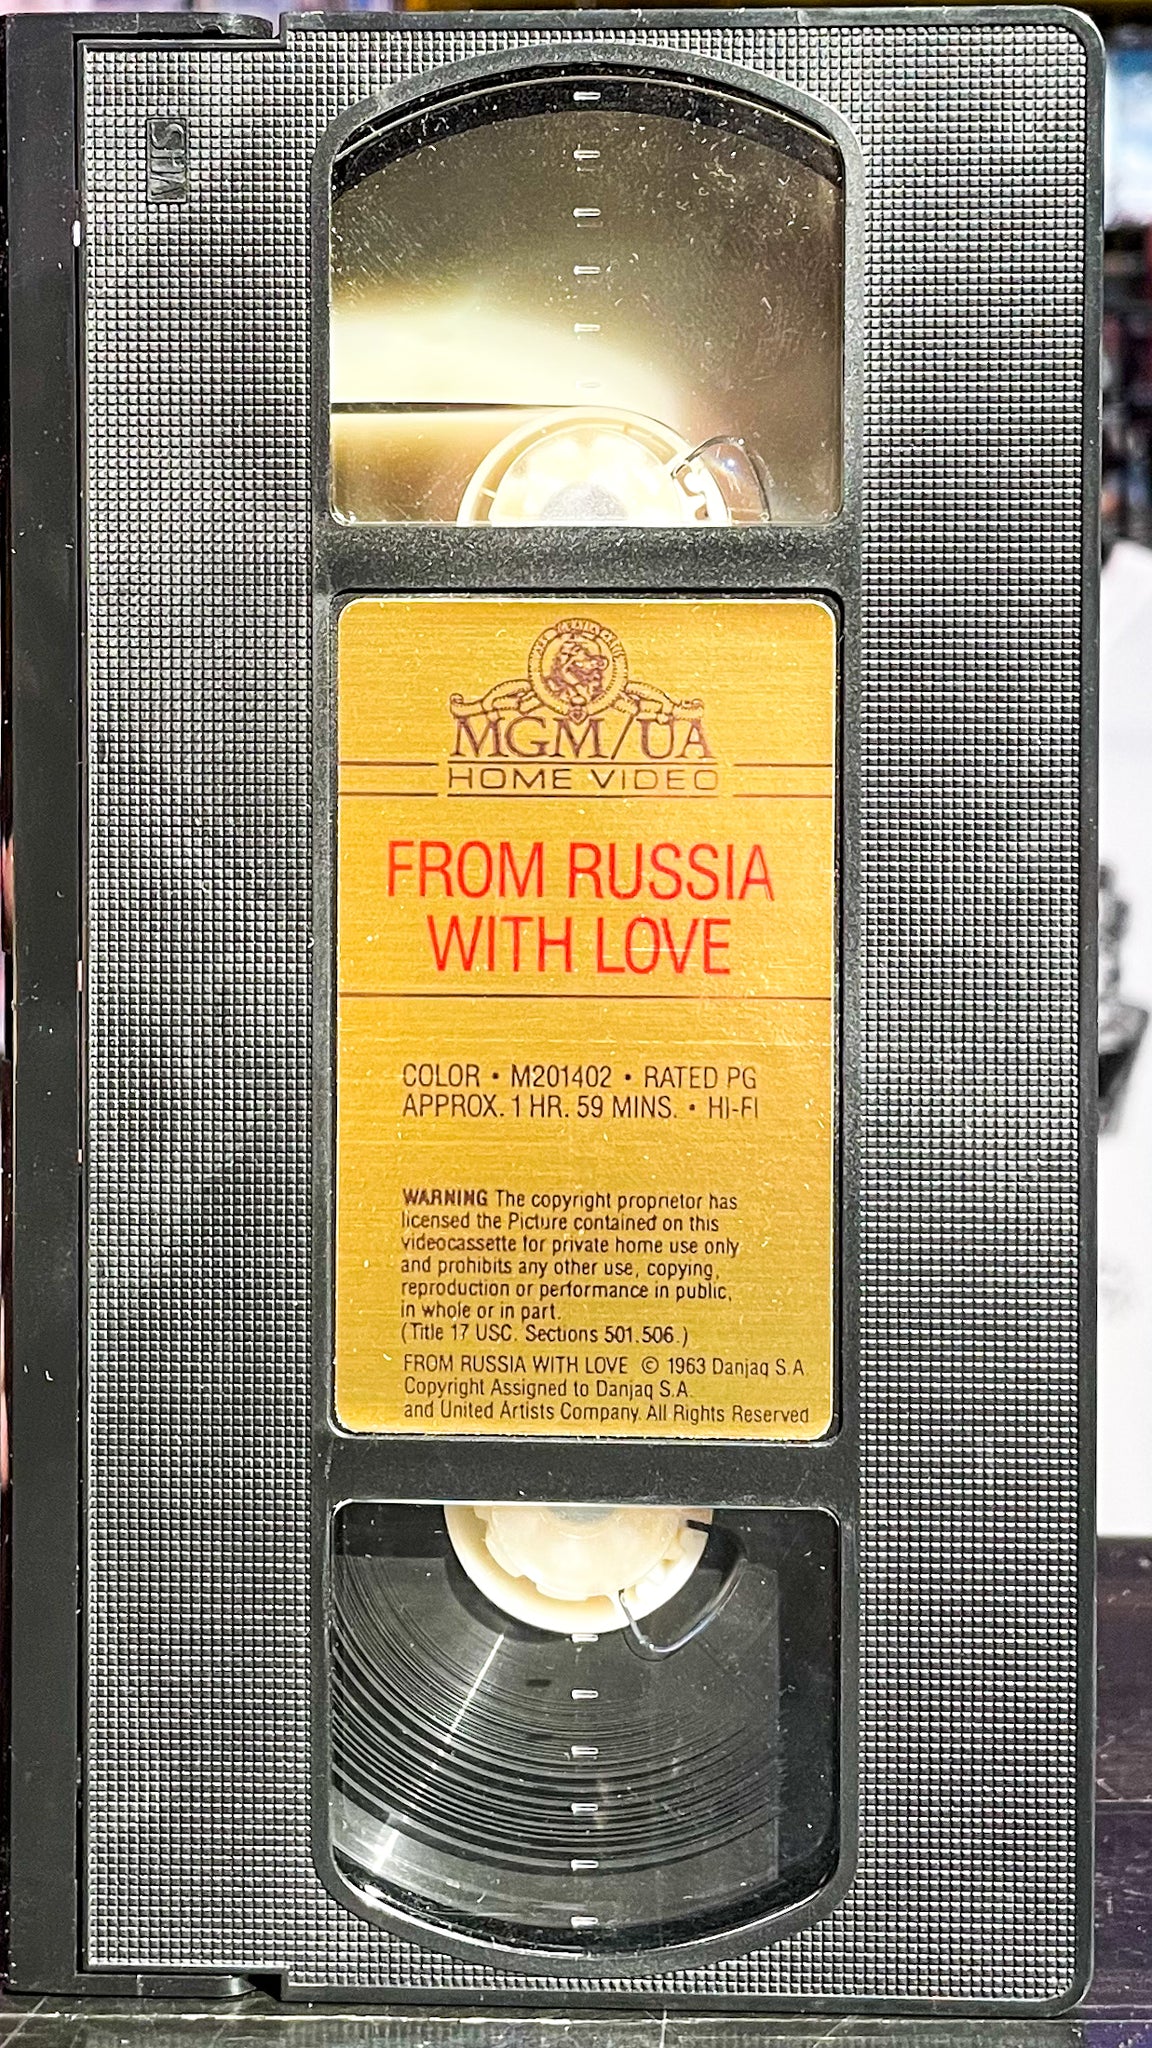 VHS
ARS GRATIA ARTIS
MGM/UA
HOME VIDEO
FROM RUSSIA
WITH LOVE
COLOR • M201402 • RATED PG
APPROX. 1 HR. 59 MINS. • HI-FI
WARNING The copyright proprietor has
licensed the Picture contained on this
videocassette for private home use only
and prohibits any other use, copying,
reproduction or performance in public,
in whole or in part.
(Title 17 USC. Sections 501.506.)
FROM RUSSIA WITH LOVE © 1963 Danjaq S.A.
Copyright Assigned to Danjaq S.A.
and United Artists Company. All Rights Reserved